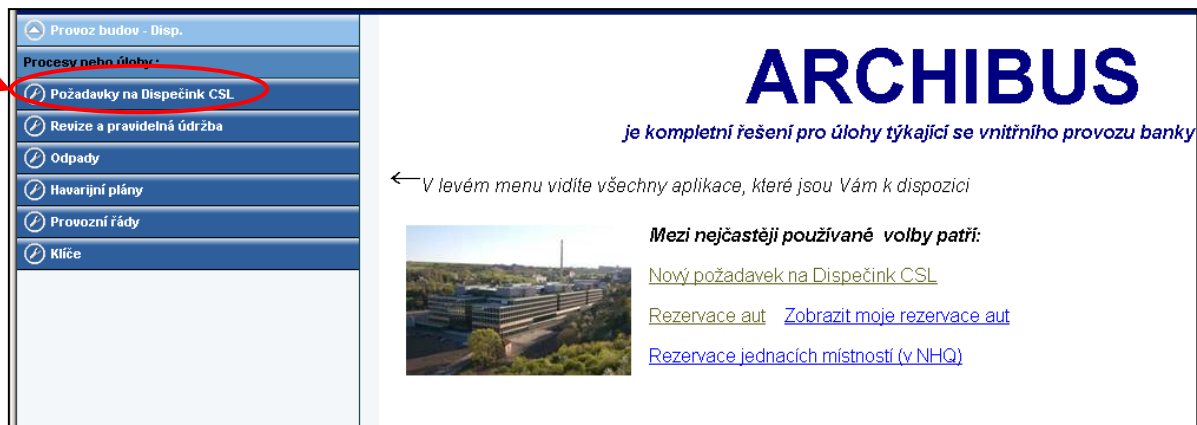 Provoz budov - Disp.
Procesy nebo úlohy:
Požadavky na Dispečink CSL
Revize a pravidelná údržba
Odpady
Havarijní plány
Provozní řády
Klíče
ARCHIBUS
je kompletní řešení pro úlohy týkající se vnitřního provozu banky
V levém menu vidíte všechny aplikace, které jsou Vám k dispozici
Mezi nejčastěji používané volby patří:
Nový požadavek na Dispečink CSL
Rezervace aut Zobrazit moje rezervace aut
Rezervace jednacích místností (v NHQ)